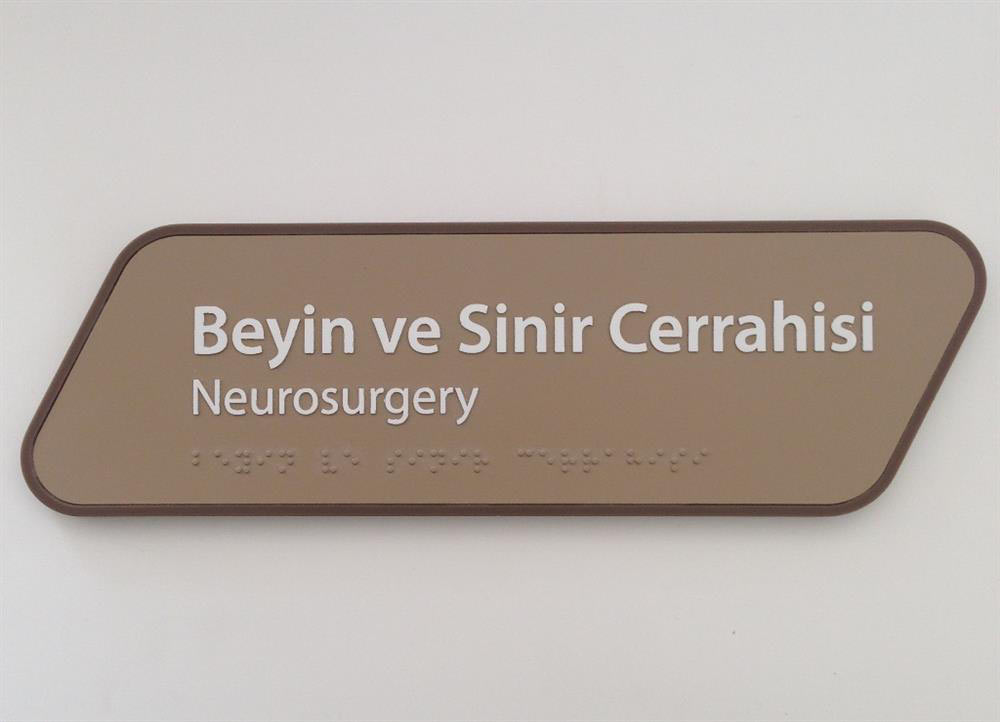 Beyin ve Sinir Cerrahisi
Neurosurgery